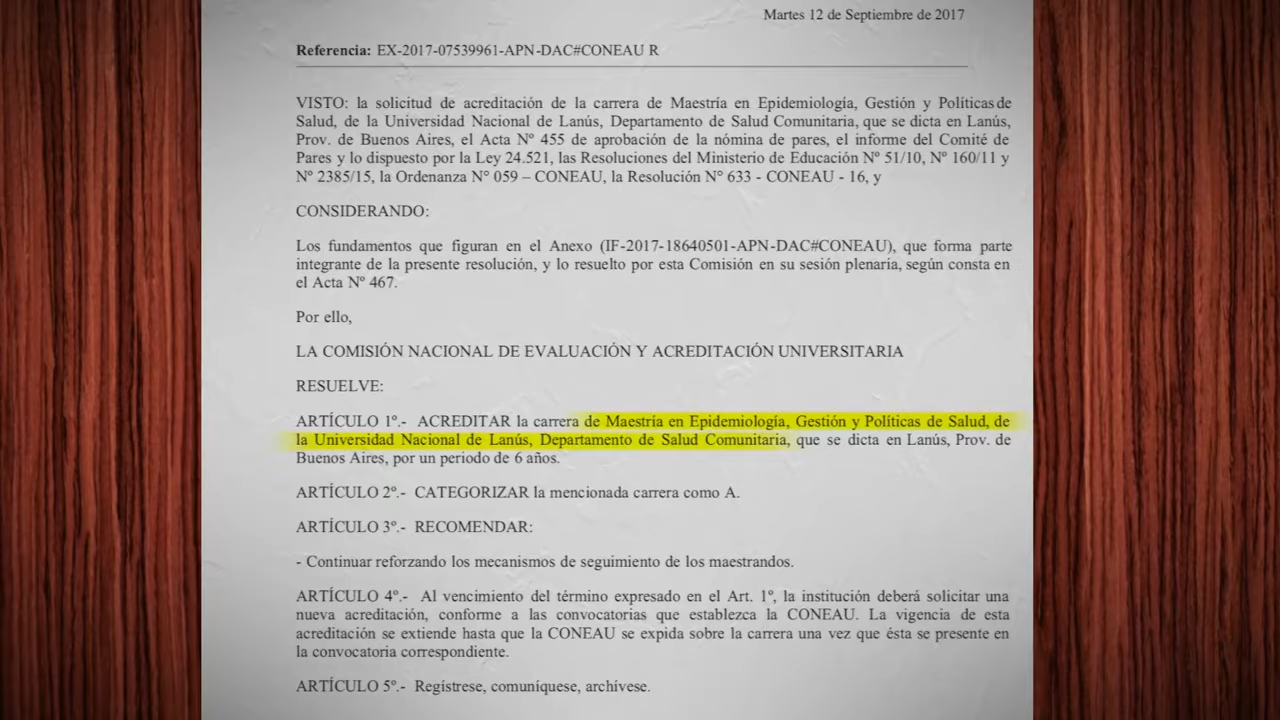 Martes 12 de Septiembre de 2017
Referencia: EX-2017-07539961-APN-DAC#CONEAU R
VISTO: la solicitud de acreditación de la carrera de Maestría en Epidemiología, Gestión y Políticas de
Salud, de la Universidad Nacional de Lanús, Departamento de Salud Comunitaria, que se dicta en Lanús,
Prov. de Buenos Aires, el Acta Nº 455 de aprobación de la nómina de pares, el informe del Comité de
Pares y lo dispuesto por la Ley 24.521, las Resoluciones del Ministerio de Educación Nº 51/10, Nº 160/11 y
Nº 2385/15, la Ordenanza N° 059 – CONEAU, la Resolución N° 633 - CONEAU - 16, y
CONSIDERANDO:
Los fundamentos que figuran en el Anexo (IF-2017-18640501-APN-DAC#CONEAU), que forma parte
integrante de la presente resolución, y lo resuelto por esta Comisión en su sesión plenaria, según consta en
el Acta Nº 467.
Por ello,
LA COMISIÓN NACIONAL DE EVALUACIÓN Y ACREDITACIÓN UNIVERSITARIA
RESUELVE:
ARTÍCULO 1º.- ACREDITAR la carrera de Maestría en Epidemiología, Gestión y Políticas de Salud, de
la Universidad Nacional de Lanús, Departamento de Salud Comunitaria, que se dicta en Lanús, Prov. de
Buenos Aires, por un periodo de 6 años.
ARTÍCULO 2º.- CATEGORIZAR la mencionada carrera como A.
ARTÍCULO 3º.- RECOMENDAR:
- Continuar reforzando los mecanismos de seguimiento de los maestrandos.
ARTÍCULO 4º.- Al vencimiento del término expresado en el Art. 1º, la institución deberá solicitar una
nueva acreditación, conforme a las convocatorias que establezca la CONEAU. La vigencia de esta
acreditación se extiende hasta que la CONEAU se expida sobre la carrera una vez que ésta se presente en
la convocatoria correspondiente.
ARTÍCULO 5º.- Regístrese, comuníquese, archívese.